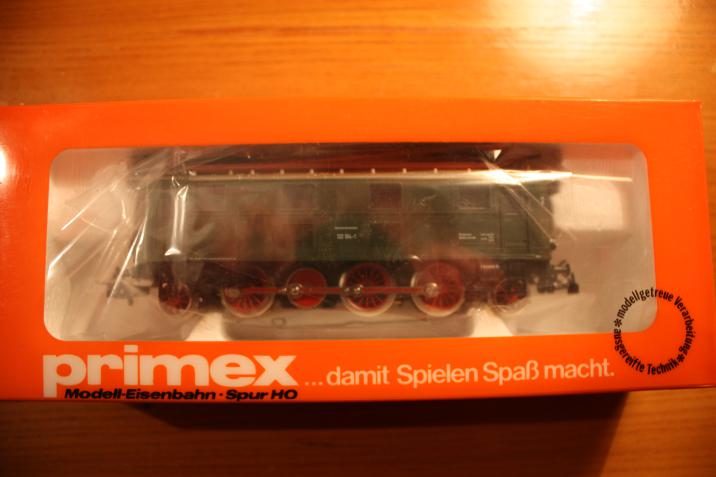 primex
Modell-Eisenbahn · Spur HO
...damit Spielen Spaß macht.
*modellgetreue Verarbeitung*
ausgereifte Technik